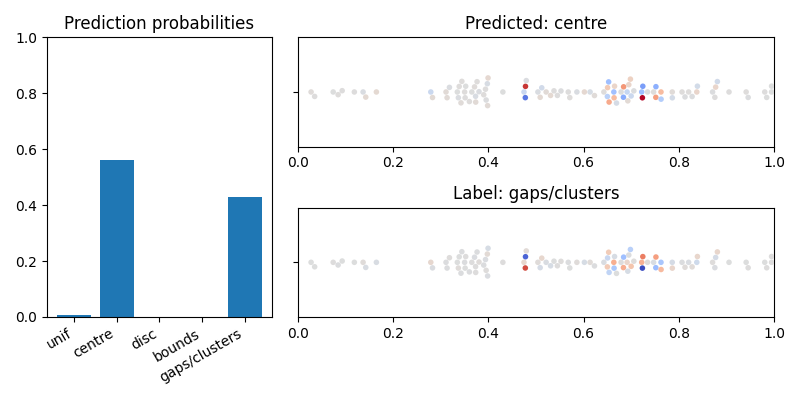 Prediction probabilities
1.0
0.8
0.6
0.4
0.2
0.0
unif
centre
disc
bounds
gaps/clusters
Predicted: centre
0.0 0.2 0.4 0.6 0.8 1.0
Label: gaps/clusters
0.0 0.2 0.4 0.6 0.8 1.0